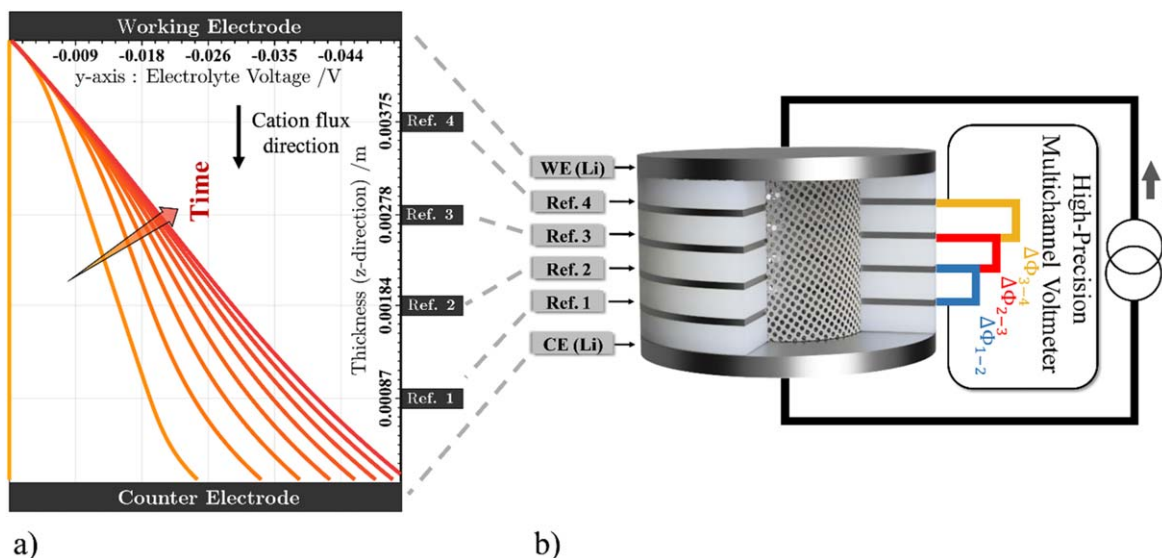 Working Electrode
-0.009 -0.018 -0.026 -0.035 -0.044
y-axis : Electrolyte Voltage /V
Cation flux
direction
Time
Thickness (z-direction) /m
0.00375
0.00278
0.00184
0.00087
Ref. 4
Ref. 3
Ref. 2
Ref. 1
Counter Electrode
a)
WE (Li)
Ref. 4
Ref. 3
Ref. 2
Ref. 1
CE (Li)
High-Precision
Multichannel Voltmeter
ΔΦ3-4
ΔΦ2-3
ΔΦ1-2
b)